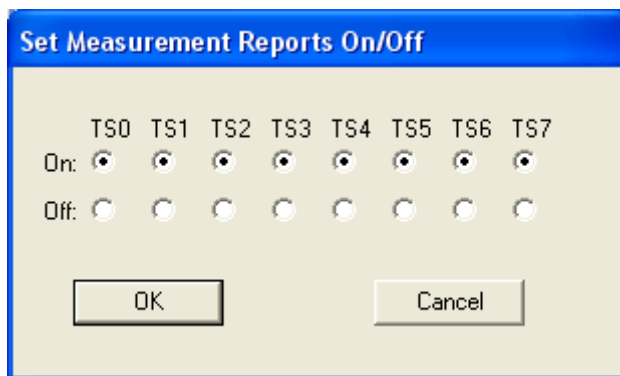 Set Measurement Reports On/Off
TS0 TS1 TS2 TS3 TS4 TS5 TS6 TS7
On:
Off:
OK Cancel